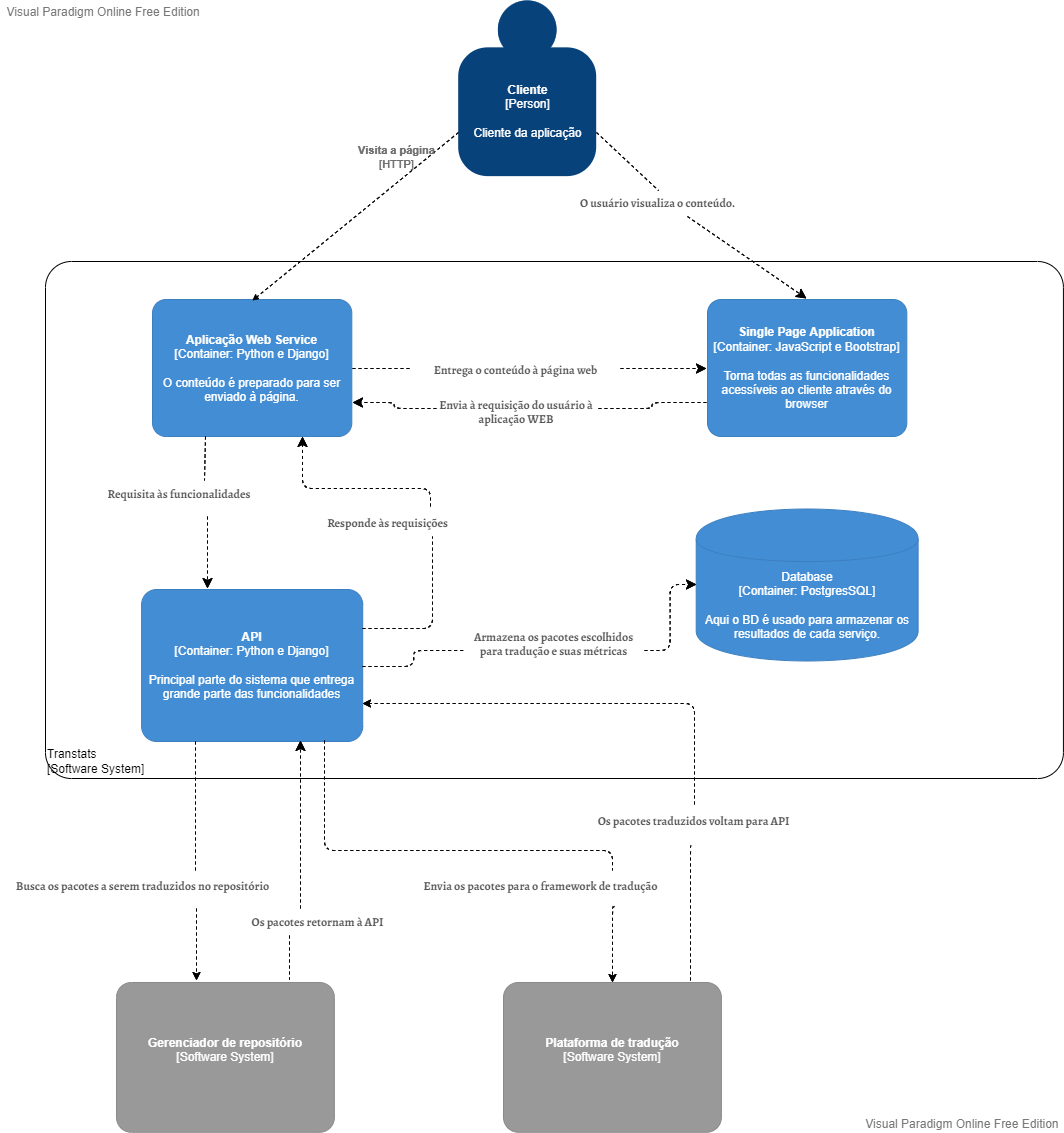 Visual Paradigm Online Free Edition
Cliente
[Person]
Cliente da aplicação
Visita a página
[HTTP]
O usuário visualiza o conteúdo.
Aplicação Web Service
[Container: Python e Django]
O conteúdo é preparado para ser
enviado à página.
Single Page Application
[Container: JavaScript e Bootstrap]
Torna todas as funcionalidades
acessíveis ao cliente através do
browser
Entrega o conteúdo à página web
Envia à requisição do usuário à
aplicação WEB
Requisita às funcionalidades
Responde às requisições
Database
[Container: PostgresSQL]
Aqui o BD é usado para armazenar os
resultados de cada serviço.
API
[Container: Python e Django]
Principal parte do sistema que entrega
grande parte das funcionalidades
Armazena os pacotes escolhidos
para tradução e suas métricas
Transtats
[Software System]
Os pacotes traduzidos voltam para API
Busca os pacotes a serem traduzidos no repositório
Envia os pacotes para o framework de tradução
Os pacotes retornam à API
Gerenciador de repositório
[Software System]
Plataforma de tradução
[Software System]
Visual Paradigm Online Free Edition